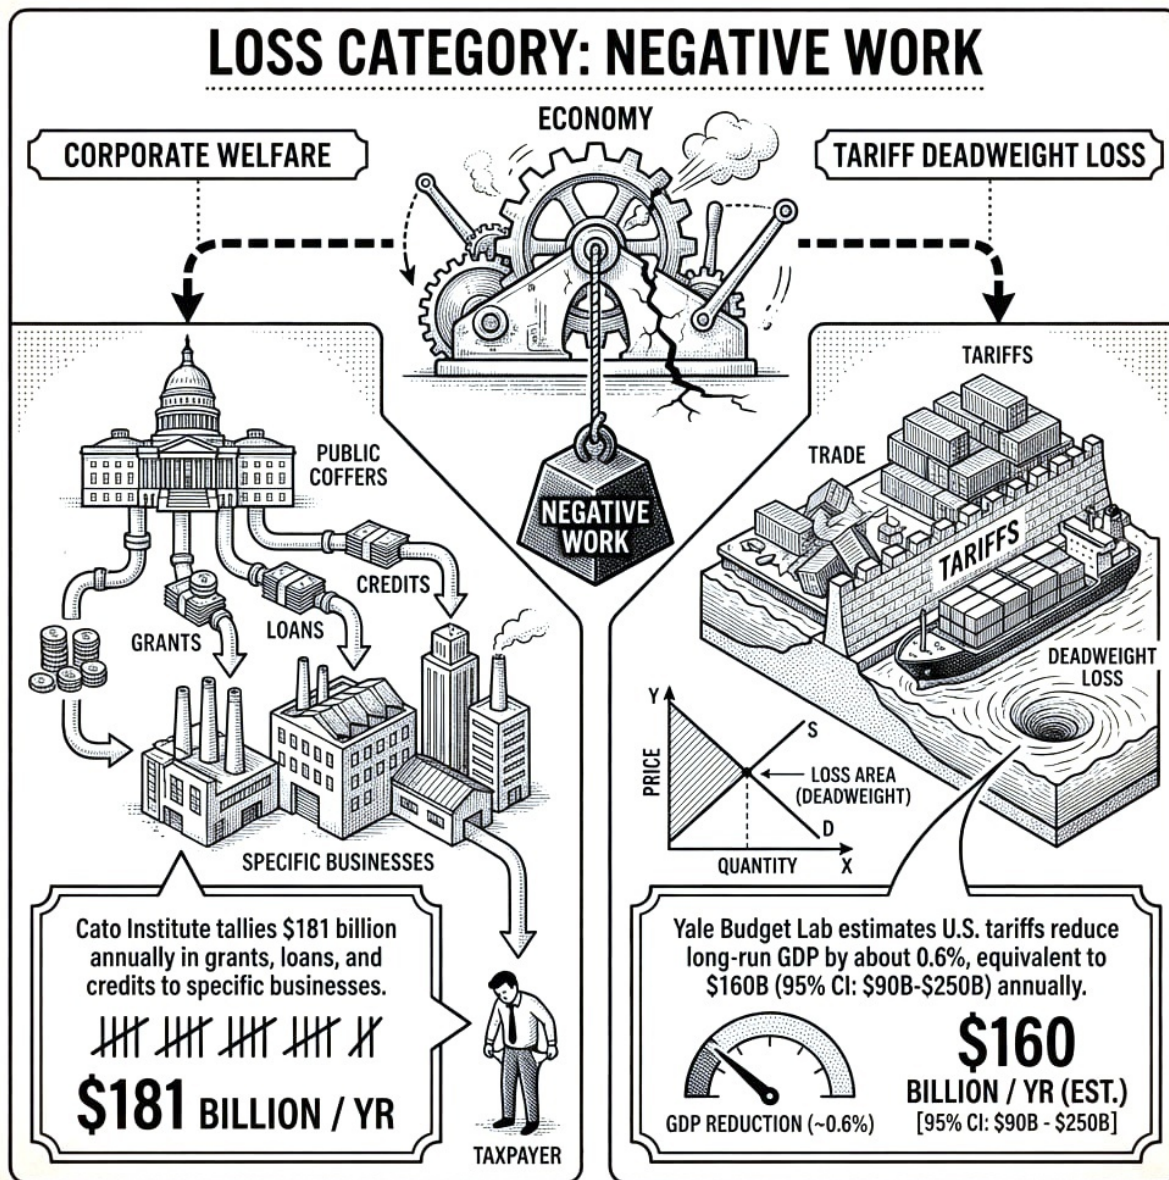 LOSS CATEGORY: NEGATIVE WORK
ECONOMY
CORPORATE WELFARE
TARIFF DEADWEIGHT LOSS
NEGATIVE
WORK
PUBLIC
COFFERS
CREDITS
LOANS
GRANTS
SPECIFIC BUSINESSES
Cato Institute tallies $181 billion
annually in grants, loans, and
credits to specific businesses.
$181 BILLION / YR
TAXPAYER
TARIFFS
TRADE
TARIFFS
DEADWEIGHT
LOSS
Y
PRICE
S
LOSS AREA
(DEADWEIGHT)
D
QUANTITY
X
Yale Budget Lab estimates U.S. tariffs reduce
long-run GDP by about 0.6%, equivalent to
$160B (95% CI: $90B-$250B) annually.
GDP REDUCTION (~0.6%)
$160
BILLION / YR (EST.)
[95% CI: $90B - $250B]